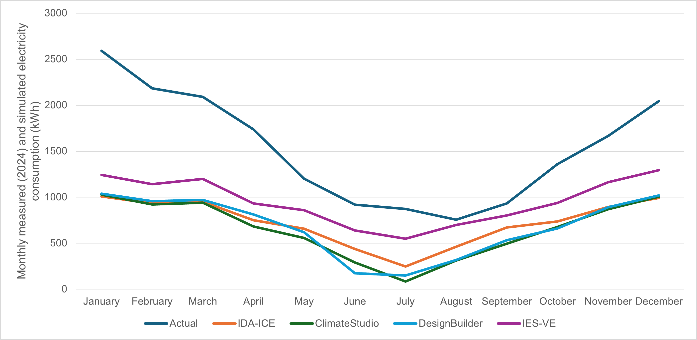 Monthly measured (2024) and simulated electricity
consumption (kWh)
3000
2500
2000
1500
1000
500
0
January February March April May June July August September October November December
Actual IDA-ICE ClimateStudio DesignBuilder IES-VE